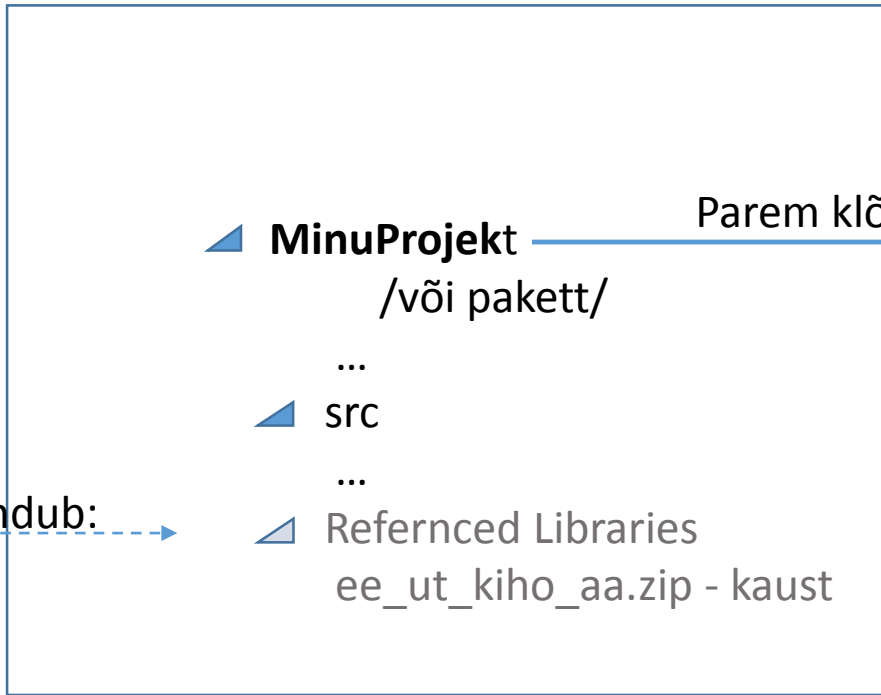 MinuProjekt
Parem klõ
/või pakett/
...
src
...
ndub:
Refernced Libraries
ee_ut_kiho_aa.zip - kaust